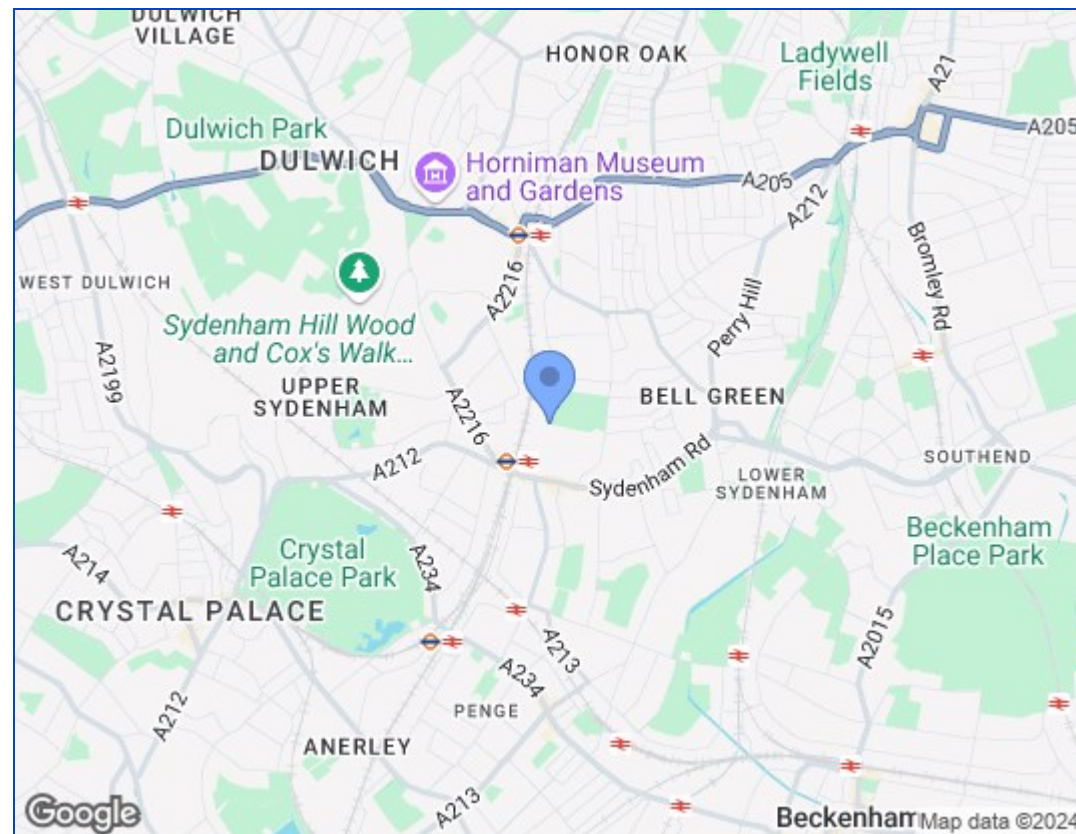 DULWICH
VILLAGE
HONOR OAK
Ladywell
Fields
A21
A205
Dulwich Park
DULWICH
Horniman Museum
and Gardens
A205
A212
WEST DULWICH
A2216
Perry Hill
Bromley Rd
Sydenham Hill Wood
and Cox's Walk...
A2199
UPPER
SYDENHAM
A2216
BELL GREEN
A212
Sydenham Rd
LOWER
SYDENHAM
SOUTHEND
A214
Crystal
Palace Park
A234
Beckenham
Place Park
CRYSTAL PALACE
A213
A2015
A234
A212
PENGE
ANERLEY
A213
Google
Beckenham
Map data ©2024